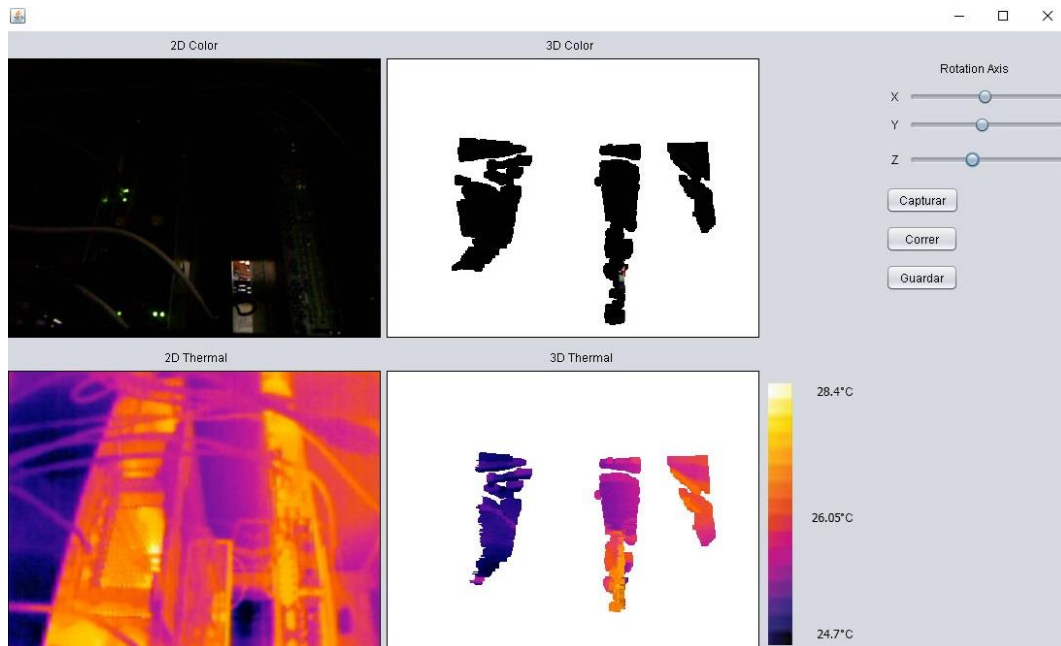 2D Color
3D Color
Rotation Axis
X
Y
Z
Capturar
Correr
Guardar
2D Thermal
3D Thermal
28.4°C
26.05°C
24.7°C